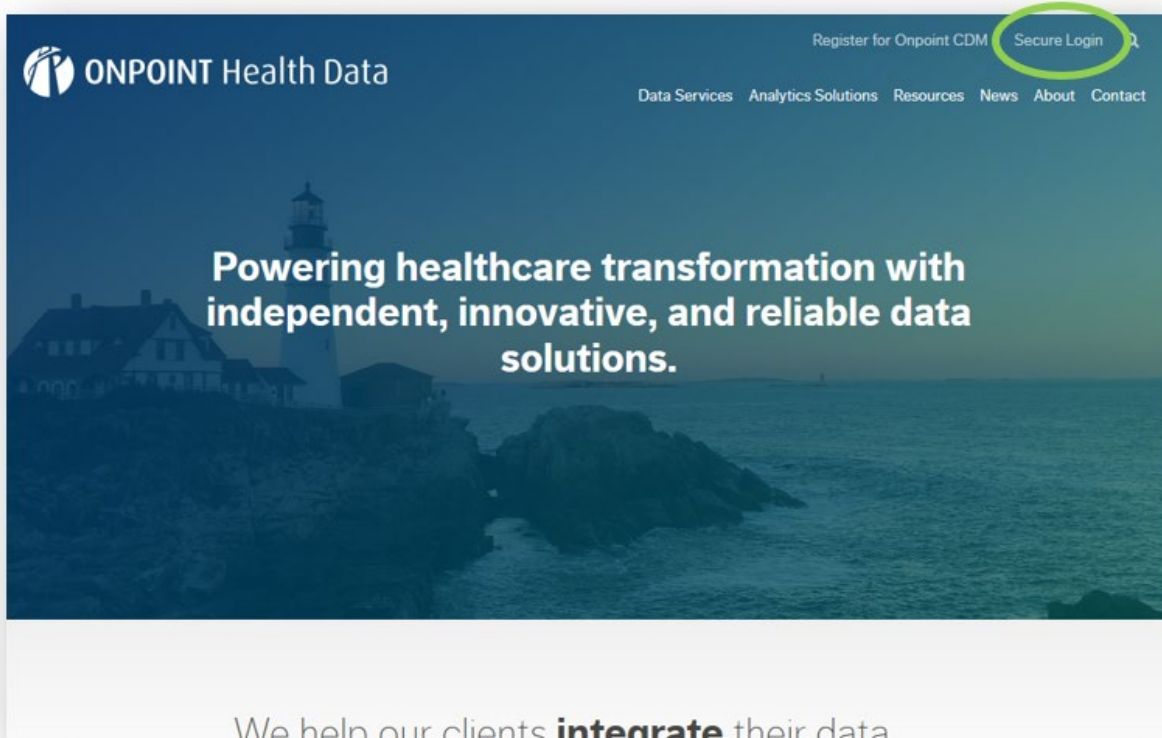 Register for Onpoint CDM Secure Login
ONPOINT Health Data
Data Services Analytics Solutions Resources News About Contact
Powering healthcare transformation with
independent, innovative, and reliable data
solutions.
We help our clients integrate their data